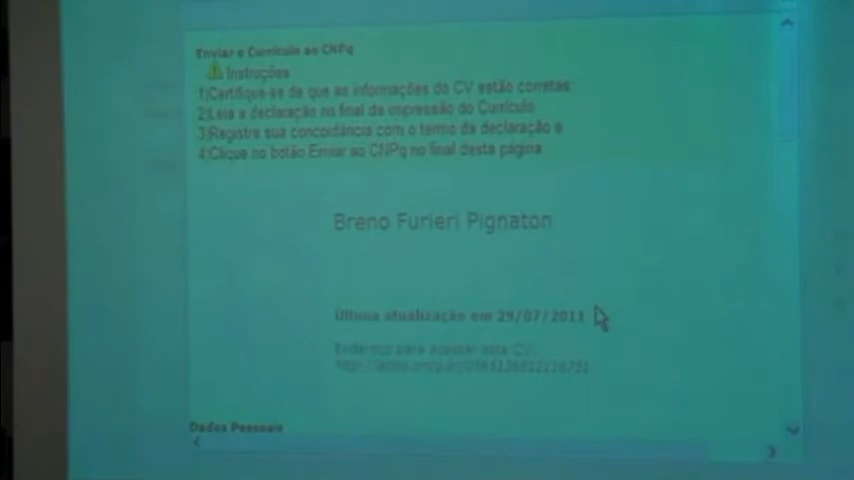 Enviar o Currículo ao CNPq
Instruções
1)Certifique-se de que as informações do CV estão corretas;
2)Leia a declaração no final da impressão do Currículo
3)Registre sua concordância com o termo da declaração e
4)Clique no botão Enviar ao CNPq no final desta página
Breno Furieri Pignaton
Última atualização em 29/07/2011
Endereço para acessar este CV:
Dados Pessoais